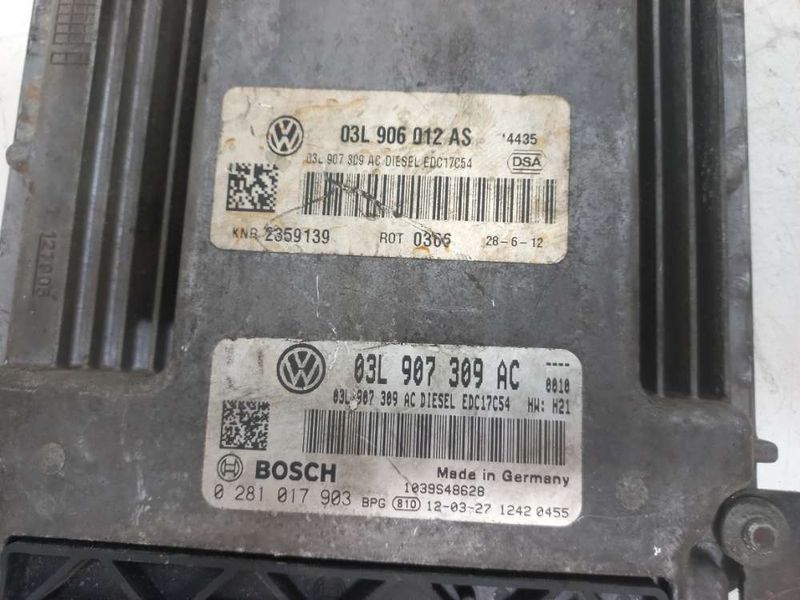 03L 906 012 AS
4435
03L 907 309 AC DIESEL EDC17C54
DSA
KNR 2359139 ROT 0366 28-6-12
127906
03L 907 309 AC
----
0010
03L 907 309 AC DIESEL EDC17C54 HW: H21
BOSCH Made in Germany
1039S48628
0 281 017 903 BPG 810 12-03-27 1242 0455